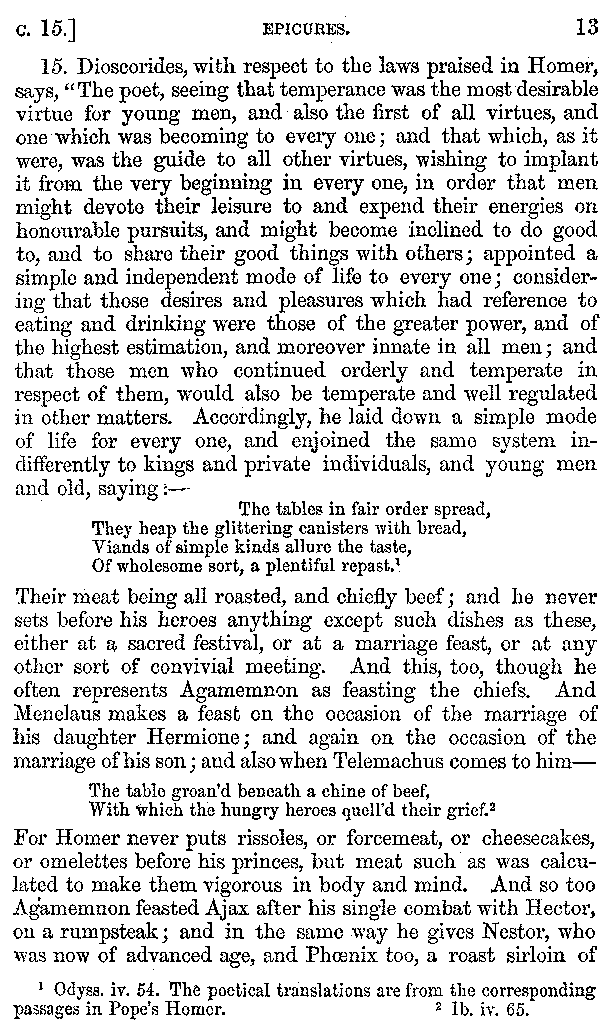 c. 15.] EPICURES. 13
15. Dioscorides, with respect to the laws praised in Homer,
says, "The poet, seeing that temperance was the most desirable
virtue for young men, and also the first of all virtues, and
one which was becoming to every one; and that which, as it
were, was the guide to all other virtues, wishing to implant
it from the very beginning in every one, in order that men
might devote their leisure to and expend their energies on
honourable pursuits, and might become inclined to do good
to, and to share their good things with others; appointed a
simple and independent mode of life to every one; consider-
ing that those desires and pleasures which had reference to
eating and drinking were those of the greater power, and of
the highest estimation, and moreover innate in all men; and
that those men who continued orderly and temperate in
respect of them, would also be temperate and well regulated
in other matters. Accordingly, he laid down a simple mode
of life for every one, and enjoined the same system in-
differently to kings and private individuals, and young men
and old, saying:—
The tables in fair order spread,
They heap the glittering canisters with bread,
Viands of simple kinds allure the taste,
Of wholesome sort, a plentiful repast.¹
Their meat being all roasted, and chiefly beef; and he never
sets before his heroes anything except such dishes as these,
either at a sacred festival, or at a marriage feast, or at any
other sort of convivial meeting. And this, too, though he
often represents Agamemnon as feasting the chiefs. And
Menelaus makes a feast on the occasion of the marriage of
his daughter Hermione; and again on the occasion of the
marriage of his son; and also when Telemachus comes to him—
The table groan'd beneath a chine of beef,
With which the hungry heroes quell'd their grief.²
For Homer never puts rissoles, or forcemeat, or cheesecakes,
or omelettes before his princes, but meat such as was calcu-
lated to make them vigorous in body and mind. And so too
Agamemnon feasted Ajax after his single combat with Hector,
on a rumpsteak; and in the same way he gives Nestor, who
was now of advanced age, and Phœnix too, a roast sirloin of
¹ Odyss. iv. 54. The poetical translations are from the corresponding
passages in Pope's Homer. ² Ib. iv. 65.